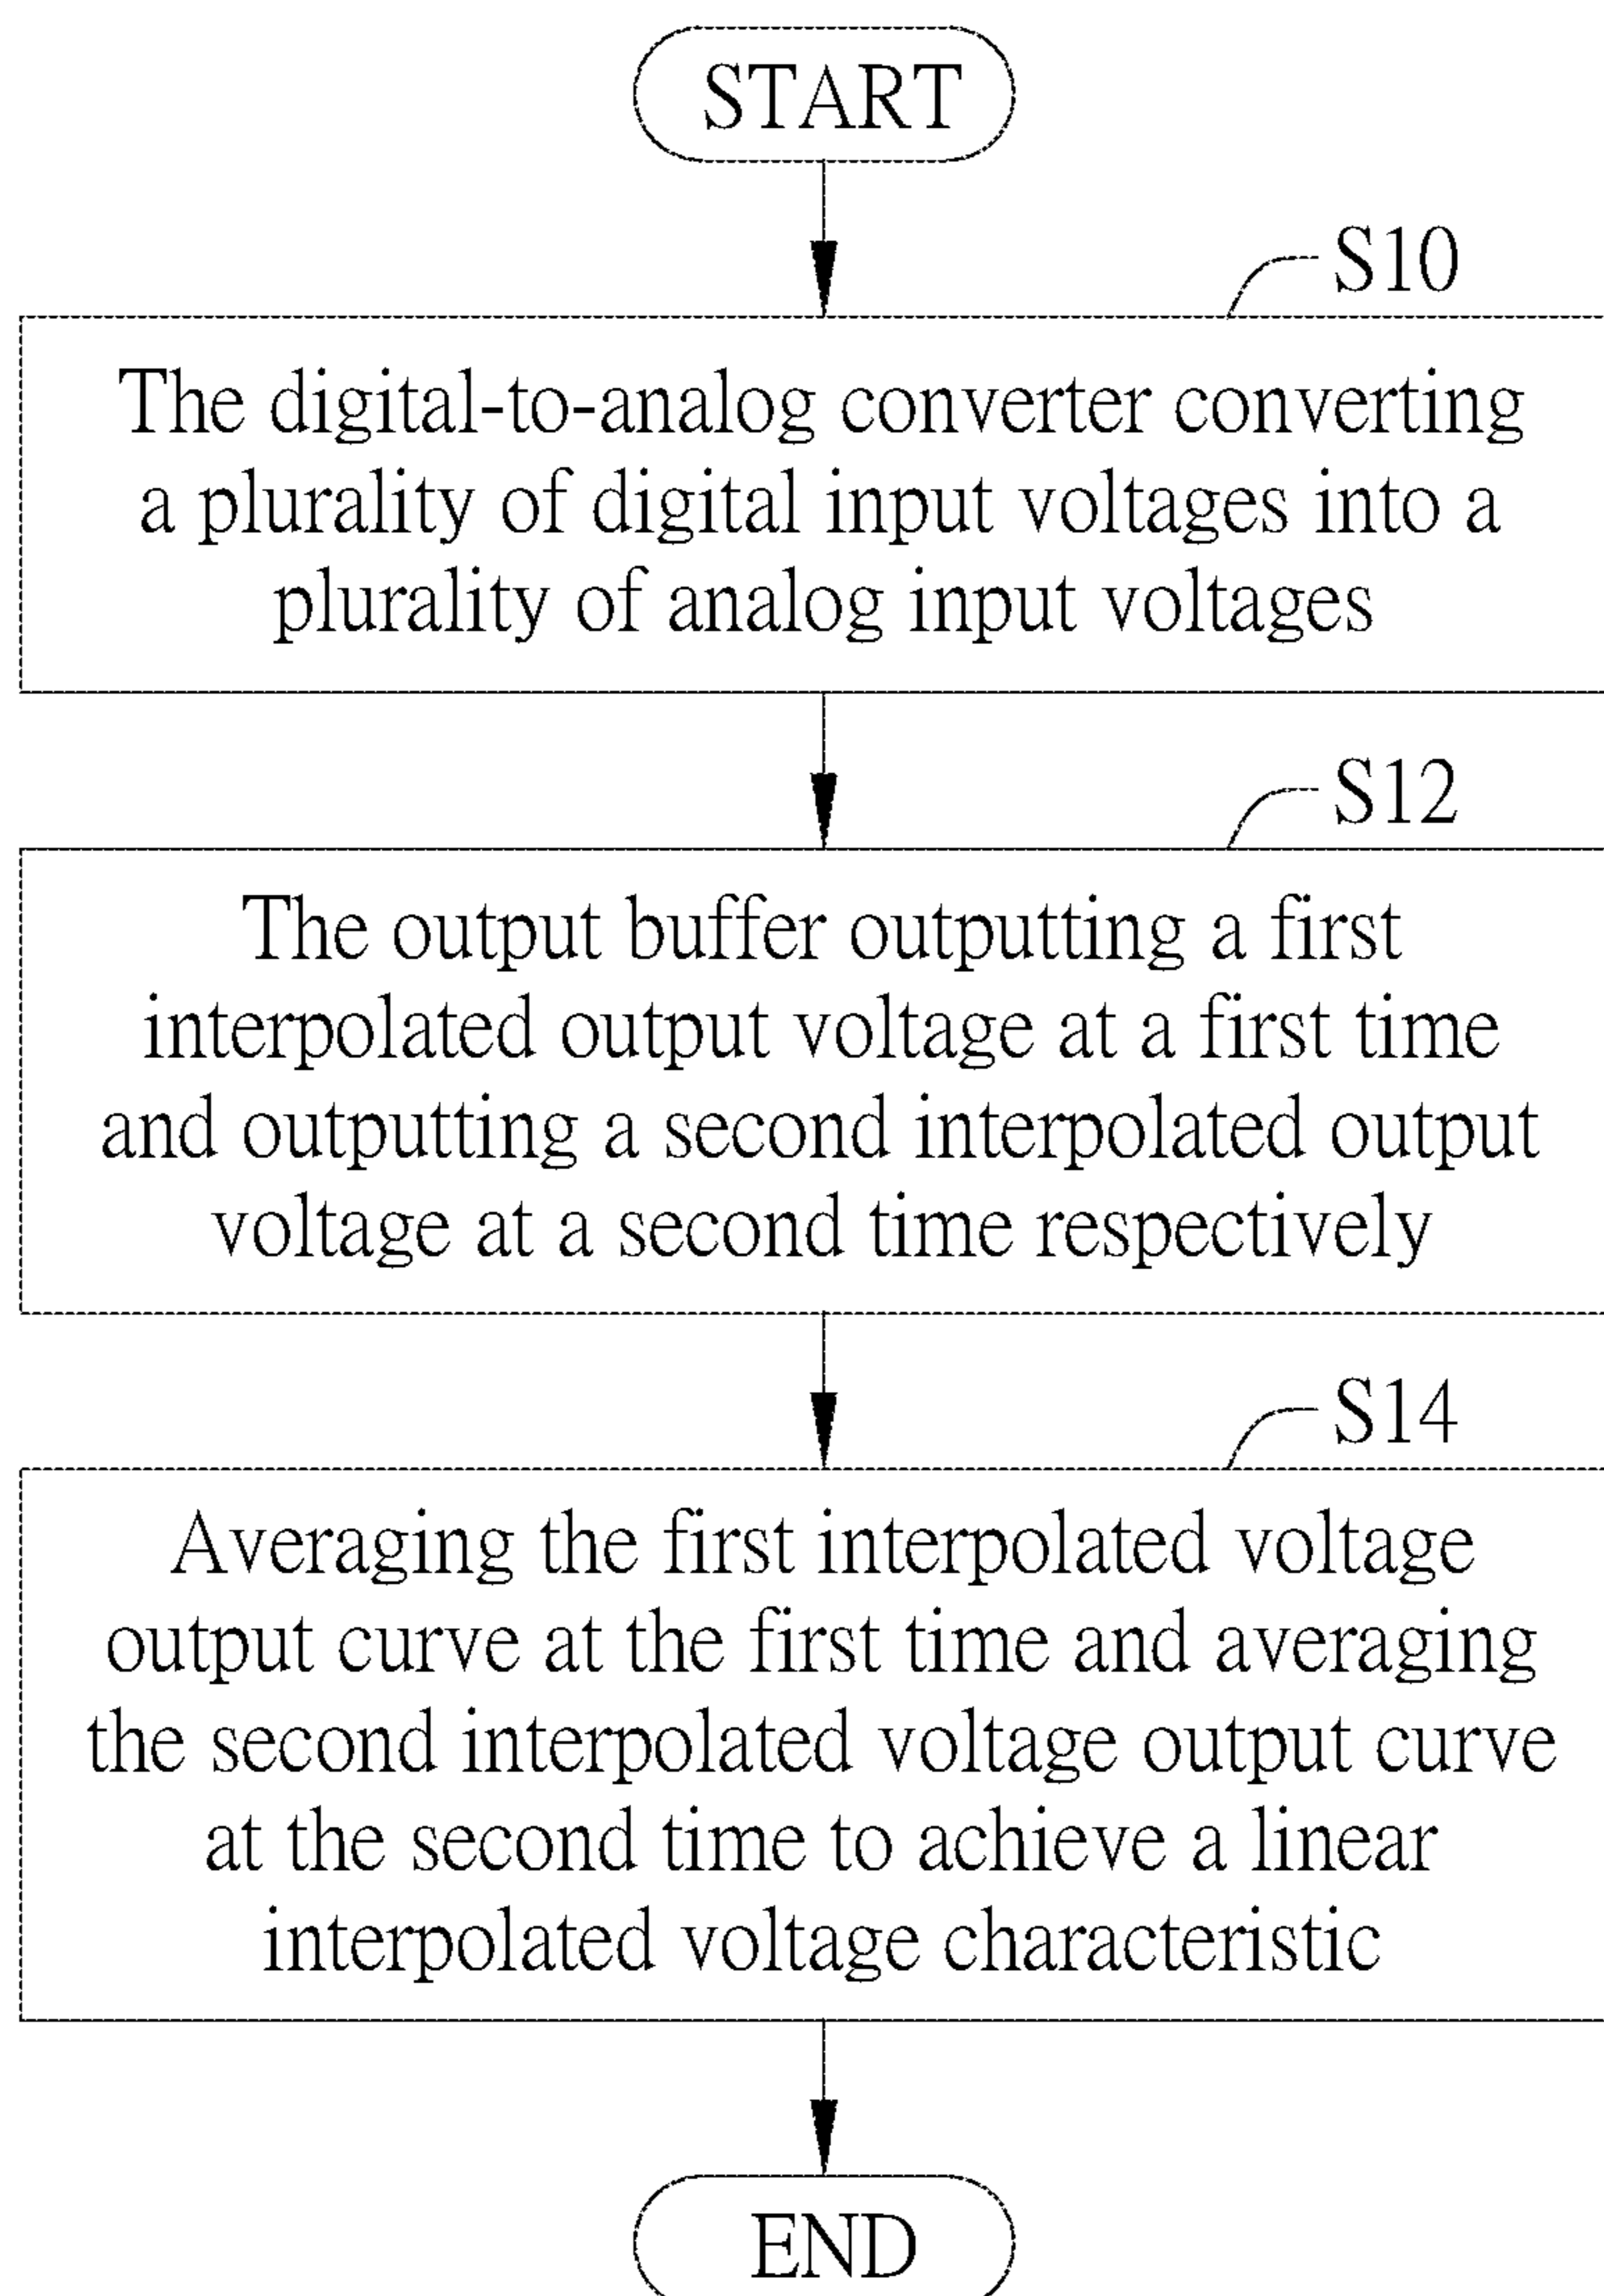 START
S10
The digital-to-analog converter converting
a plurality of digital input voltages into a
plurality of analog input voltages
S12
The output buffer outputting a first
interpolated output voltage at a first time
and outputting a second interpolated output
voltage at a second time respectively
S14
Averaging the first interpolated voltage
output curve at the first time and averaging
the second interpolated voltage output curve
at the second time to achieve a linear
interpolated voltage characteristic
END